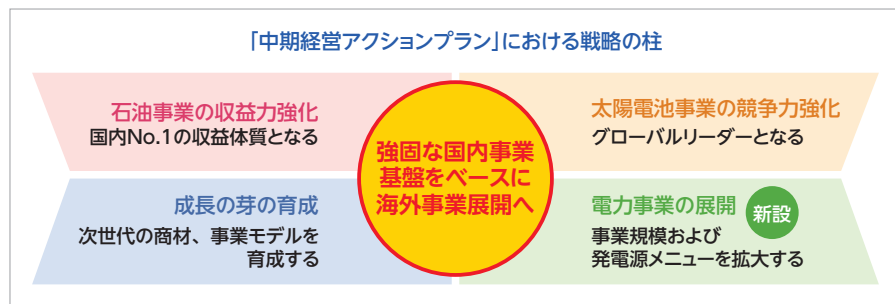 「中期経営アクションプラン」における戦略の柱
石油事業の収益力強化
国内No.1の収益体質となる
太陽電池事業の競争力強化
グローバルリーダーとなる
強固な国内事業
基盤をベースに
海外事業展開へ
成長の芽の育成
次世代の商材、事業モデルを
育成する
電力事業の展開
新設
事業規模および
発電源メニューを拡大する